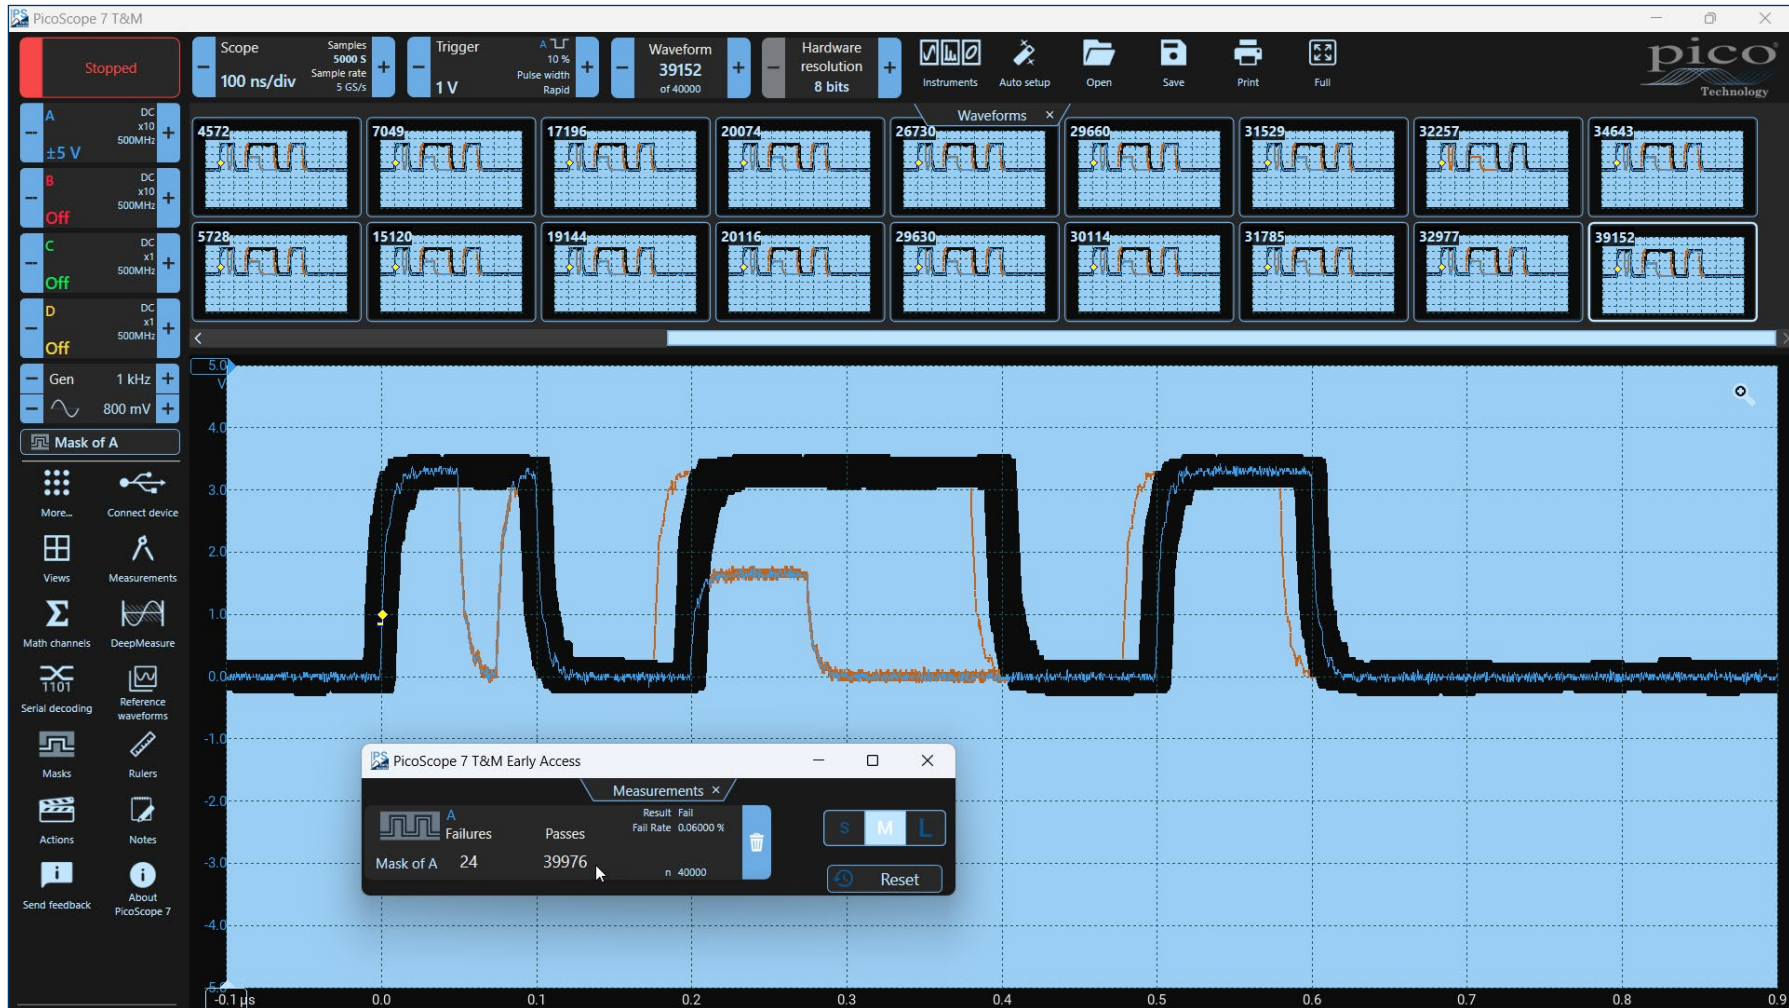 PicoScope 7 T&M
Stopped
Scope
100 ns/div
Samples
5000 S
Sample rate
5 GS/s
Trigger
1 V
A
10 %
Pulse width
Rapid
Waveform
39152
of 40000
Hardware
resolution
8 bits
Instruments
Auto setup
Open
Save
Print
Full
pico
Technology
A
DC
x10
500MHz
±5 V
B
DC
x10
500MHz
Off
C
DC
x1
500MHz
Off
D
DC
x1
500MHz
Off
Gen
1 kHz
800 mV
Mask of A
More...
Connect device
Views
Measurements
Math channels
DeepMeasure
1101
Serial decoding
Reference
waveforms
Masks
Rulers
Actions
Notes
Send feedback
About
PicoScope 7
Waveforms ×
4572
7049
17196
20074
26730
29660
31529
32257
34643
5728
15120
19144
20116
29630
30114
31785
32977
39152
5.0
V
4.0
3.0
2.0
1.0
0.0
-1.0
-2.0
-3.0
-4.0
-5.0
-0.1 µs
0.0
0.1
0.2
0.3
0.4
0.5
0.6
0.7
0.8
0.9
PS
PicoScope 7 T&M Early Access
Measurements ×
A
Failures
Passes
Result Fail
Fail Rate 0.06000 %
Mask of A 24 39976
n 40000
S M L
Reset